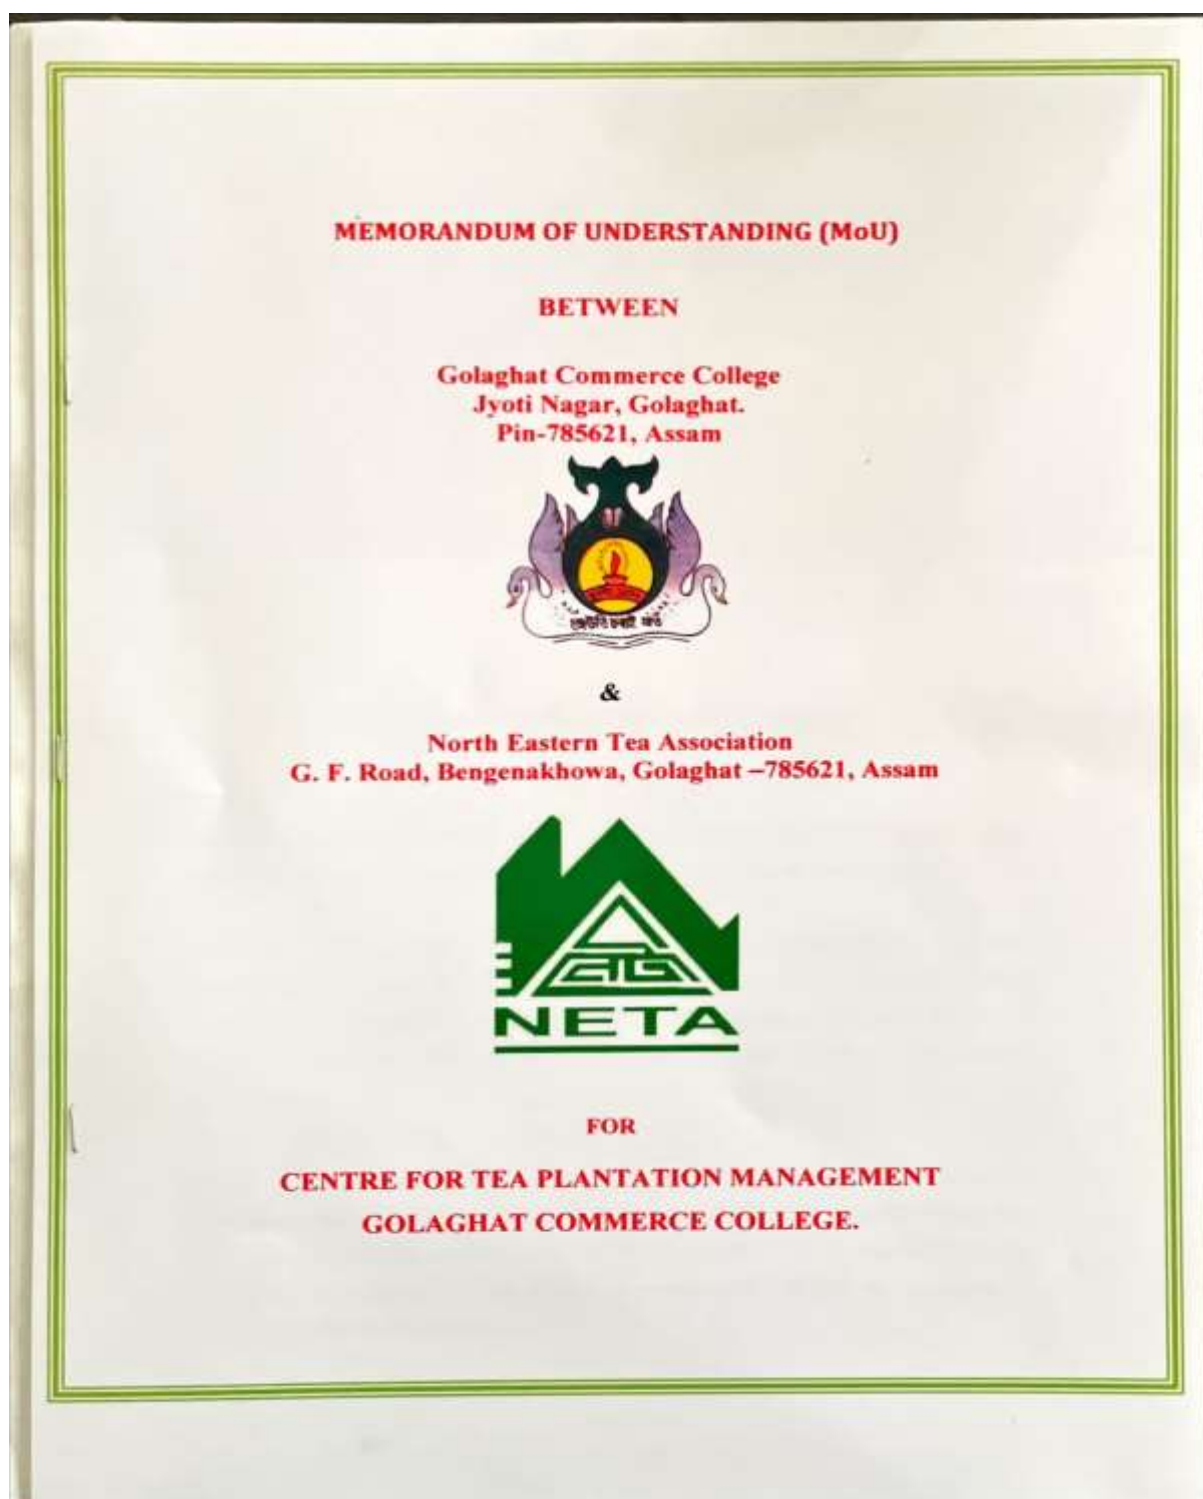 MEMORANDUM OF UNDERSTANDING (MoU)
BETWEEN
Golaghat Commerce College
Jyoti Nagar, Golaghat.
Pin-785621, Assam
&
North Eastern Tea Association
G. F. Road, Bengenakhowa, Golaghat –785621, Assam
NETA
FOR
CENTRE FOR TEA PLANTATION MANAGEMENT
GOLAGHAT COMMERCE COLLEGE.